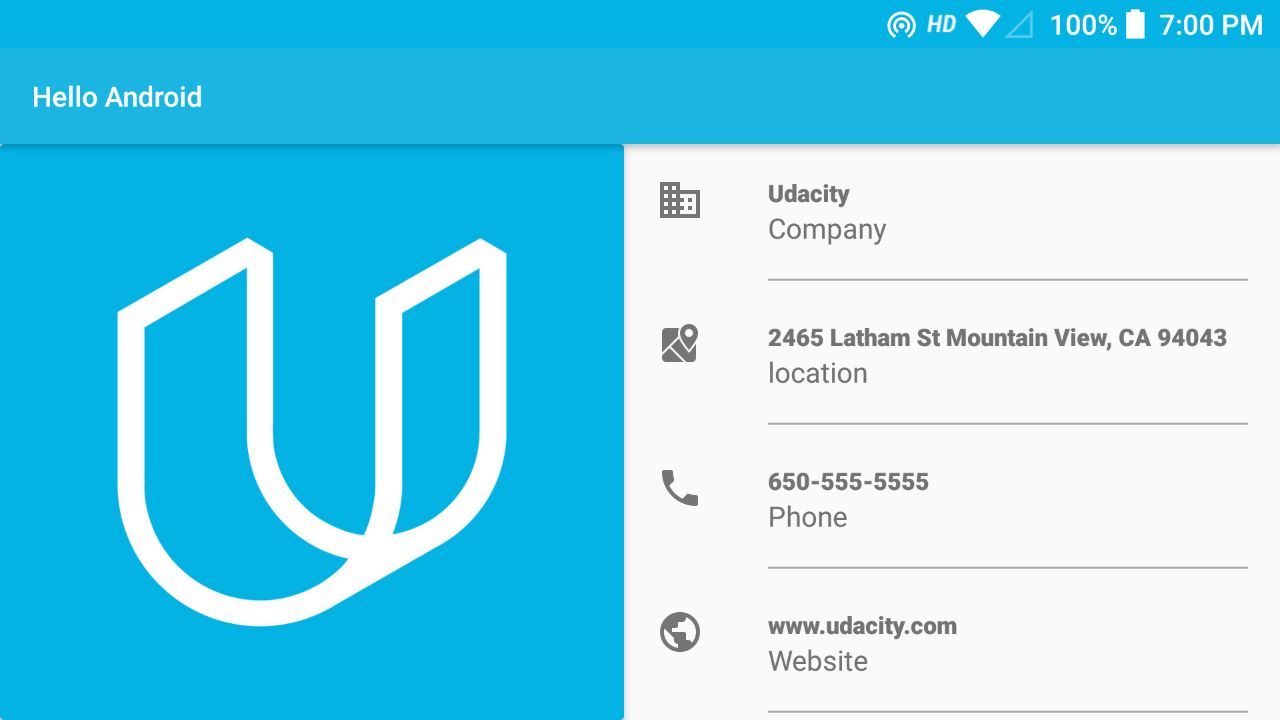 HD 100% 7:00 PM
Hello Android
Udacity
Company
2465 Latham St Mountain View, CA 94043
location
650-555-5555
Phone
www.udacity.com
Website